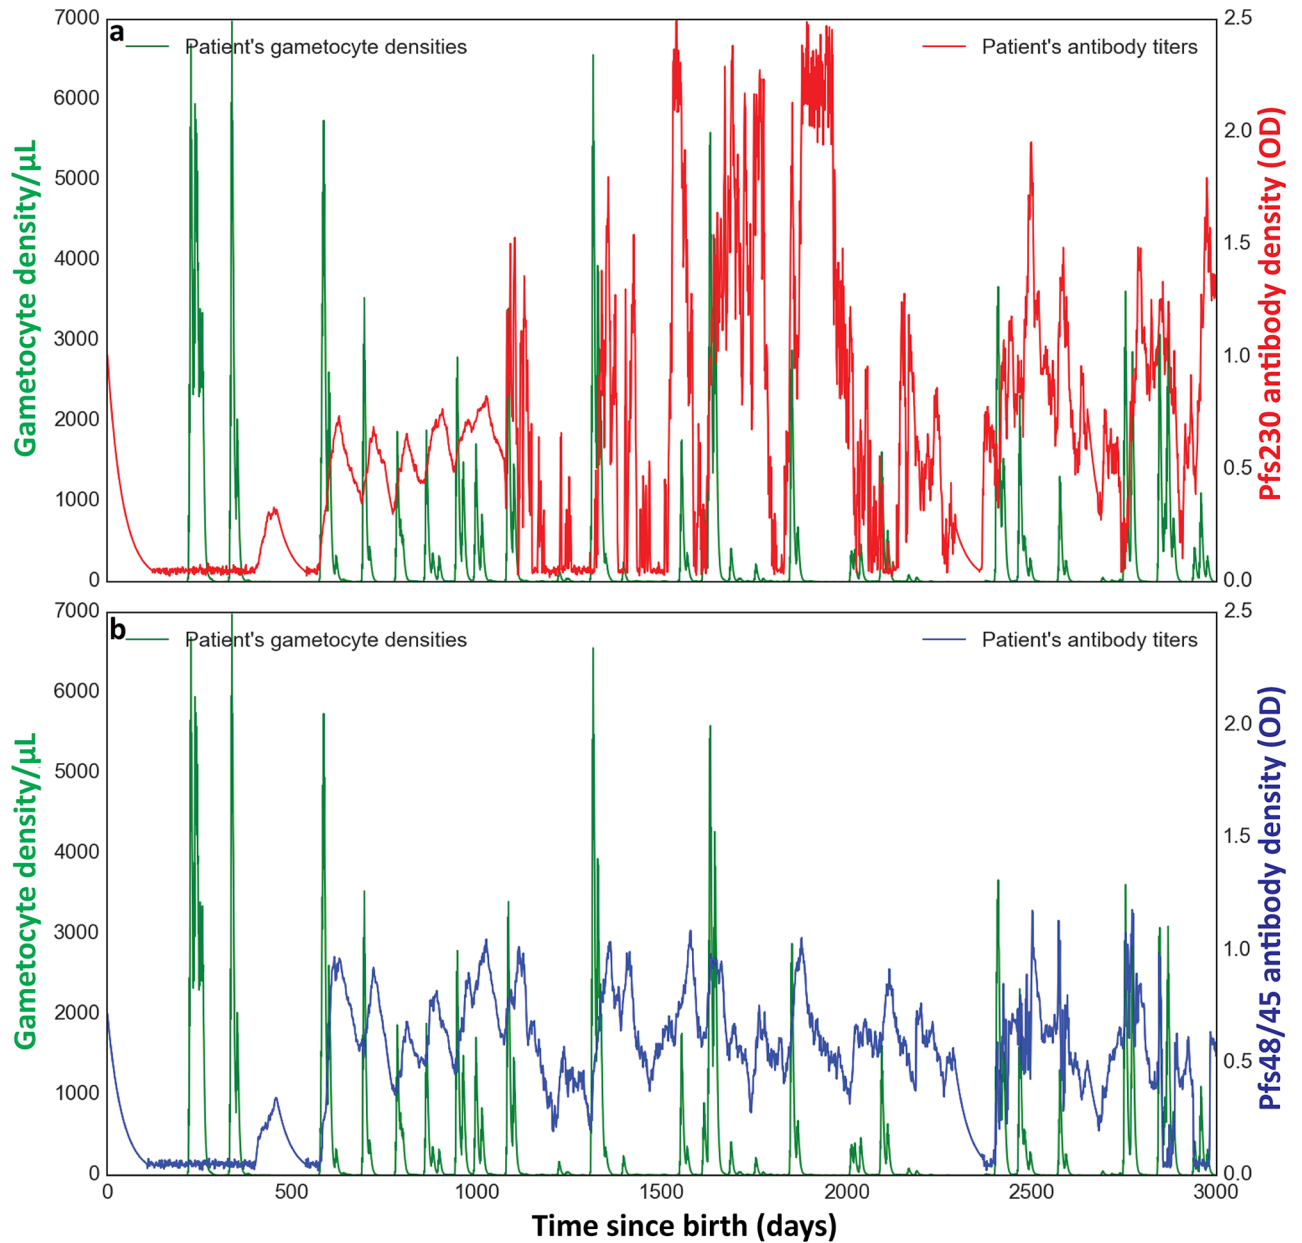 a
Patient's gametocyte densities
Patient's antibody titers
7000
6000
5000
4000
3000
2000
1000
0
Gametocyte density/µL
2.5
2.0
1.5
1.0
0.5
0.0
Pfs230 antibody density (OD)
b
Patient's gametocyte densities
Patient's antibody titers
7000
6000
5000
4000
3000
2000
1000
0
Gametocyte density/µL
2.5
2.0
1.5
1.0
0.5
0.0
Pfs48/45 antibody density (OD)
0 500 1000 1500 2000 2500 3000
Time since birth (days)